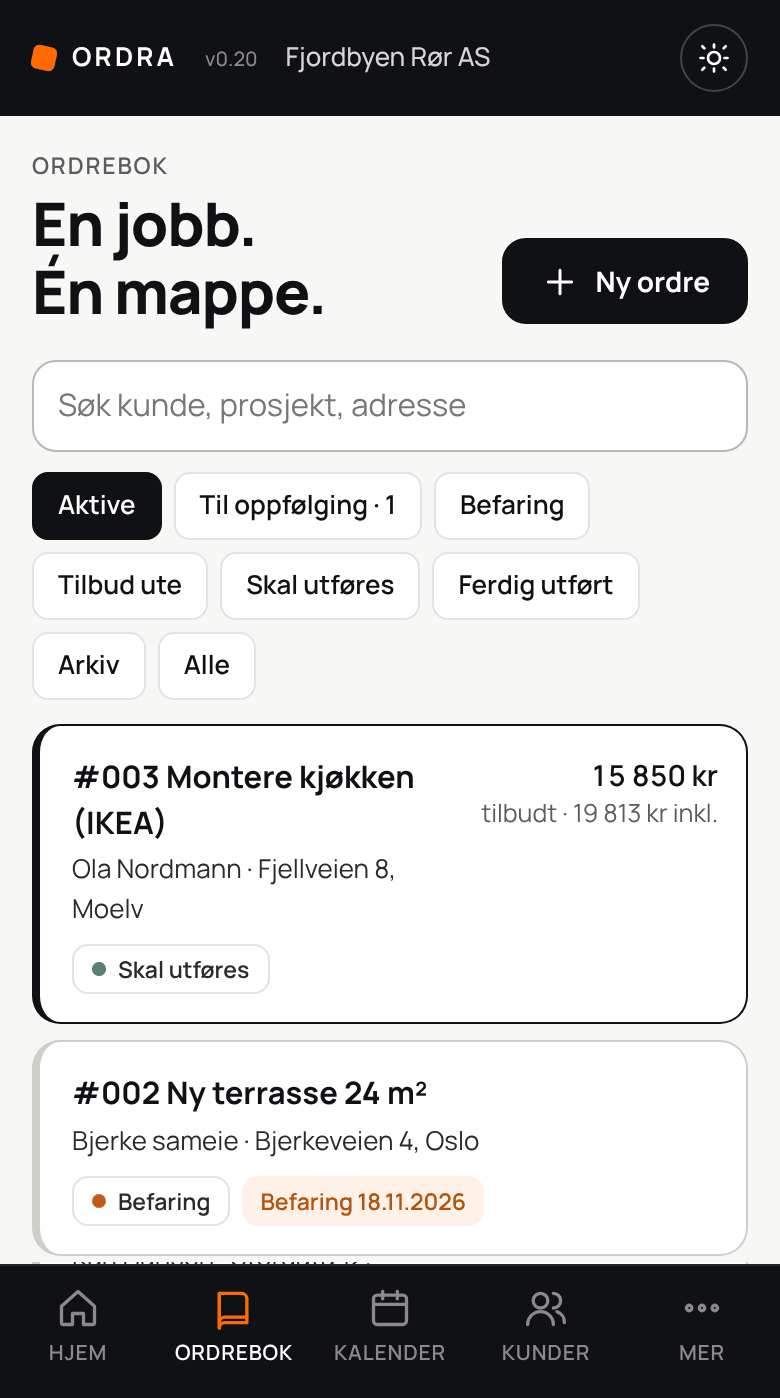 ORDRA v0.20 Fjordbyen Rør AS
ORDREBOK
Én jobb.
Én mappe.
Ny ordre
Søk kunde, prosjekt, adresse
Aktive
Til oppfølging · 1
Befaring
Tilbud ute
Skal utføres
Ferdig utført
Arkiv
Alle
#003 Montere kjøkken
(IKEA)
15 850 kr
tilbudt · 19 813 kr inkl.
Ola Nordmann · Fjellveien 8,
Moelv
Skal utføres
#002 Ny terrasse 24 m²
Bjerke sameie · Bjerkeveien 4, Oslo
Befaring
Befaring 18.11.2026
HJEM
ORDREBOK
KALENDER
KUNDER
MER